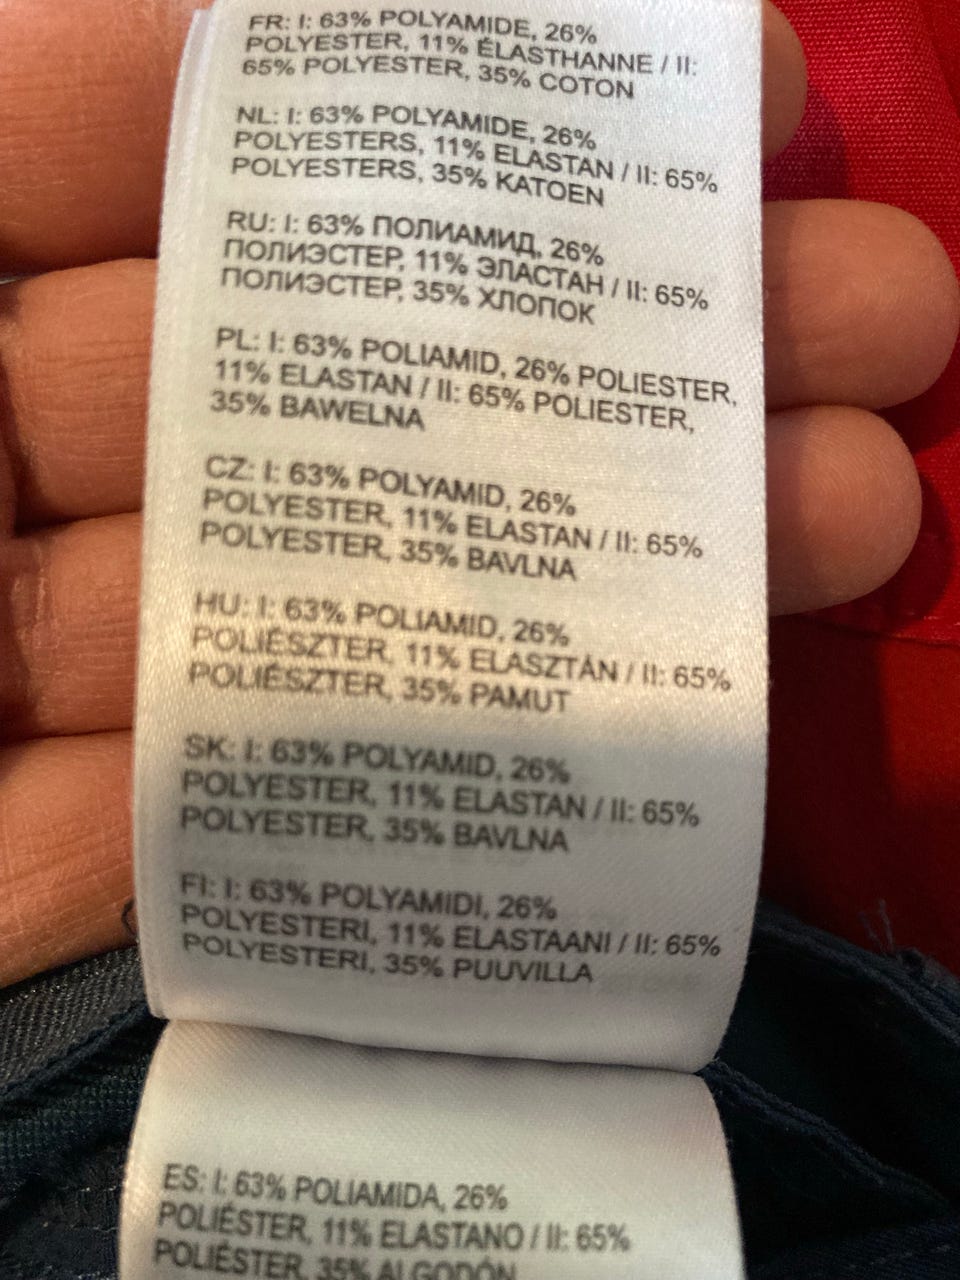 FR: I: 63% POLYAMIDE, 26%
POLYESTER, 11% ÉLASTHANNE / II:
65% POLYESTER, 35% COTON
NL: I: 63% POLYAMIDE, 26%
POLYESTERS, 11% ELASTAN / II: 65%
POLYESTERS, 35% KATOEN
RU: I: 63% ПОЛИАМИД, 26%
ПОЛИЭСТЕР, 11% ЭЛАСТАН / II: 65%
ПОЛИЭСТЕР, 35% ХЛОПОК
PL: I: 63% POLIAMID, 26% POLIESTER,
11% ELASTAN / II: 65% POLIESTER,
35% BAWELNA
CZ: I: 63% POLYAMID, 26%
POLYESTER, 11% ELASTAN / II: 65%
POLYESTER, 35% BAVLNA
HU: I: 63% POLIAMID, 26%
POLIÉSZTER, 11% ELASZTÁN / II: 65%
POLIÉSZTER, 35% PAMUT
SK: I: 63% POLYAMID, 26%
POLYESTER, 11% ELASTAN / II: 65%
POLYESTER, 35% BAVLNA
FI: I: 63% POLYAMIDI, 26%
POLYESTERI, 11% ELASTAANI / II: 65%
POLYESTERI, 35% PUUVILLA
ES: I: 63% POLIAMIDA, 26%
POLIÉSTER, 11% ELASTANO / II: 65%
POLIÉSTER, 35% ALGODÓN